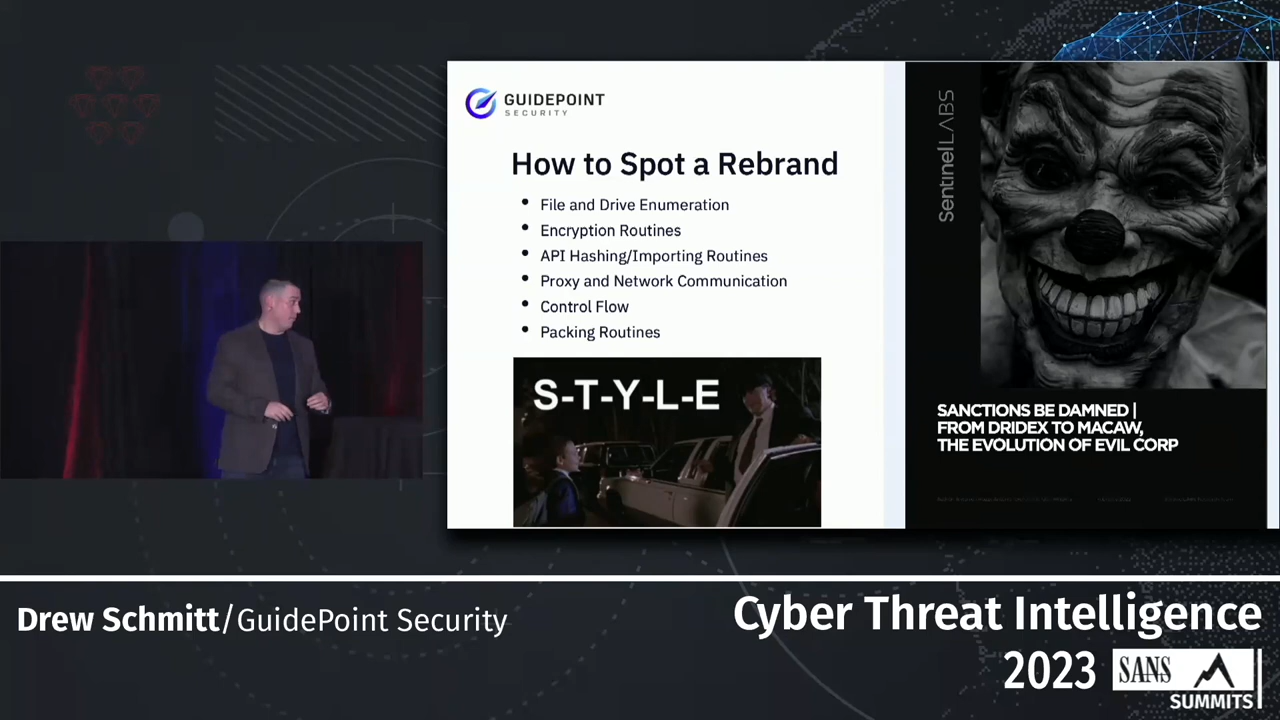 GUIDEPOINT
SECURITY
How to Spot a Rebrand
• File and Drive Enumeration
• Encryption Routines
• API Hashing/Importing Routines
• Proxy and Network Communication
• Control Flow
• Packing Routines
S-T-Y-L-E
SentinelLABS
SANCTIONS BE DAMNED |
FROM DRIDEX TO MACAW,
THE EVOLUTION OF EVIL CORP
Drew Schmitt/GuidePoint Security
Cyber Threat Intelligence
2023
SANS
SUMMITS